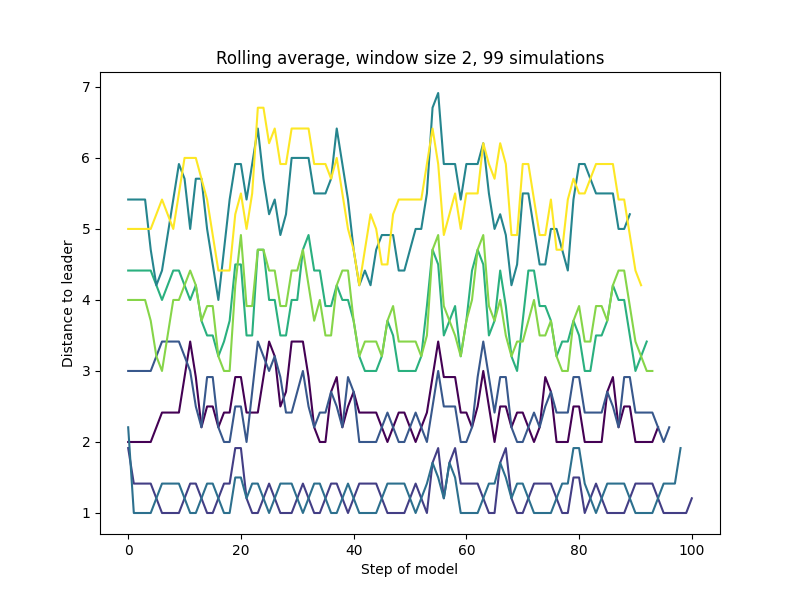 Rolling average, window size 2, 99 simulations
7
6
5
4
3
2
1
Distance to leader
0 20 40 60 80 100
Step of model